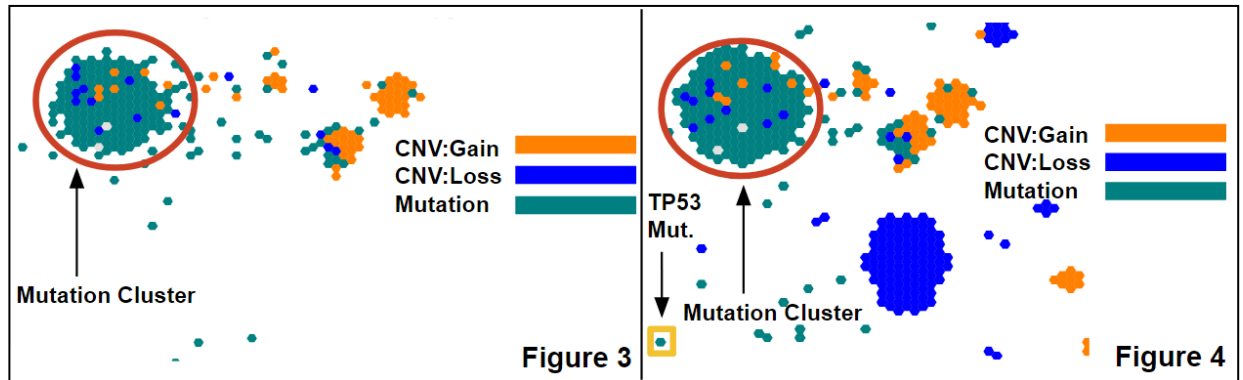 CNV:Gain
CNV:Loss
Mutation
Mutation Cluster
Figure 3
CNV:Gain
CNV:Loss
Mutation
TP53
Mut.
Mutation Cluster
Figure 4